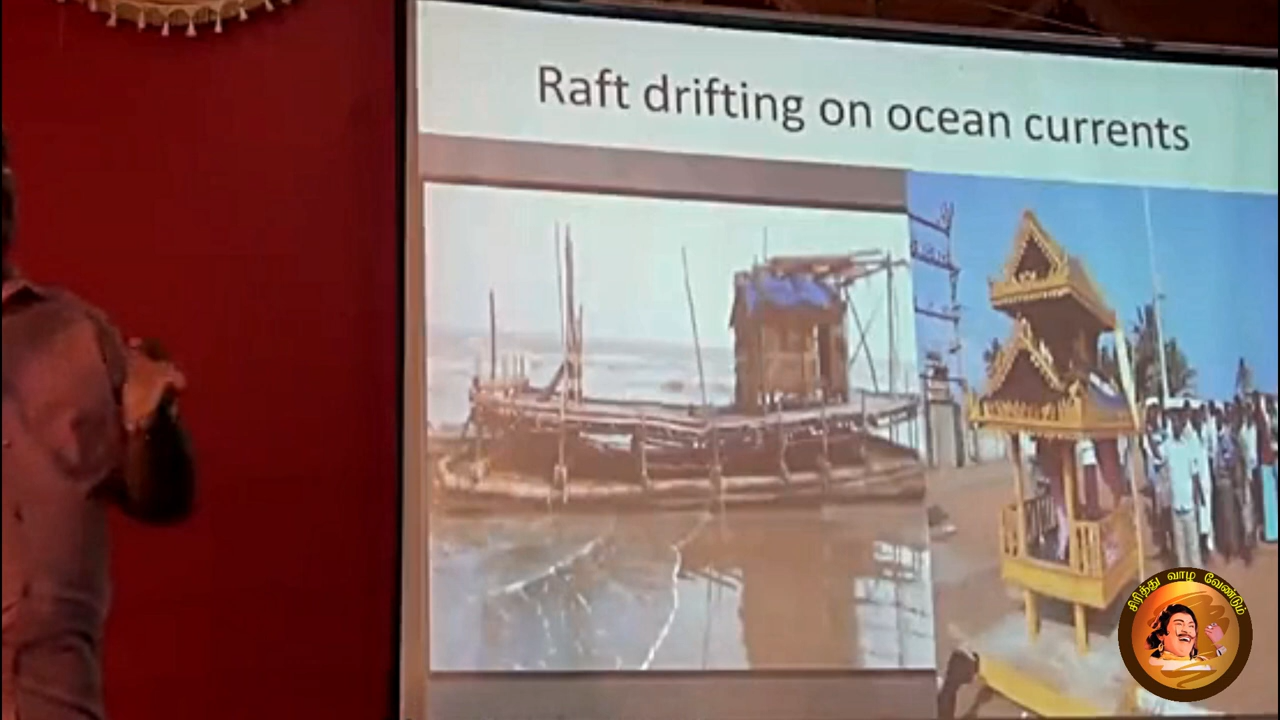 Raft drifting on ocean currents
சிரித்து வாழ வேண்டும்